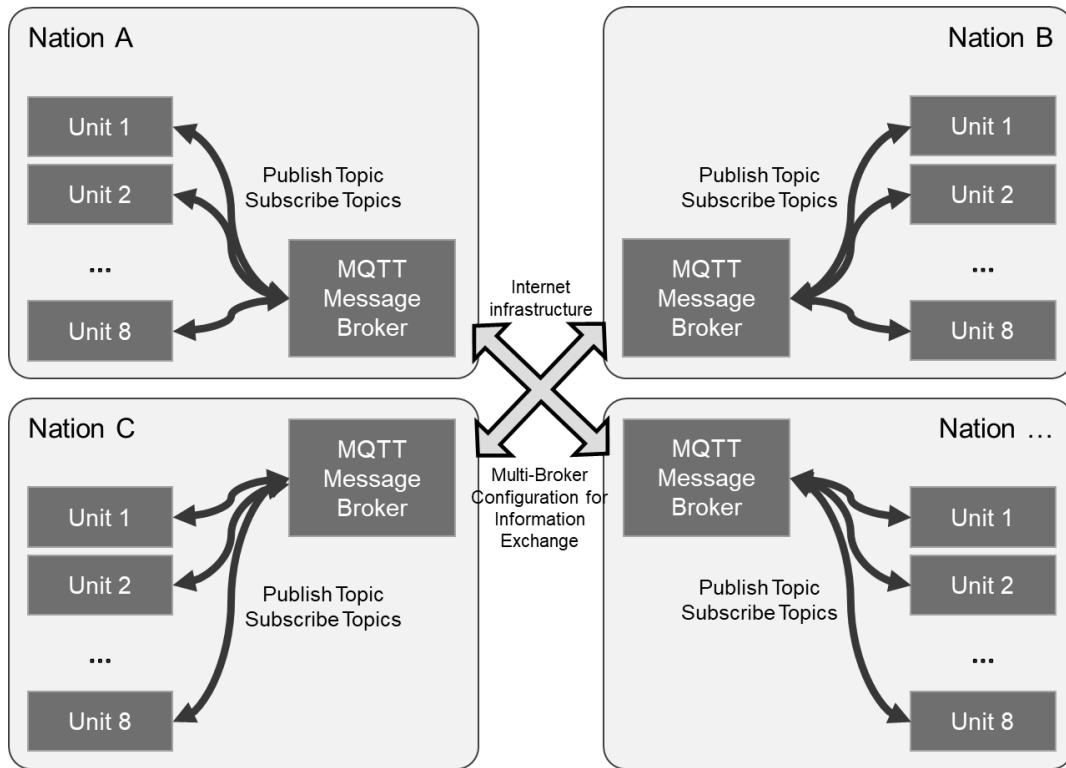 Nation A
Unit 1
Unit 2
...
Unit 8
Publish Topic
Subscribe Topics
MQTT
Message
Broker
Nation B
Unit 1
Unit 2
...
Unit 8
Publish Topic
Subscribe Topics
MQTT
Message
Broker
Internet
infrastructure
Multi-Broker
Configuration for
Information
Exchange
Nation C
MQTT
Message
Broker
Unit 1
Unit 2
...
Unit 8
Publish Topic
Subscribe Topics
Nation ...
MQTT
Message
Broker
Unit 1
Unit 2
...
Unit 8
Publish Topic
Subscribe Topics